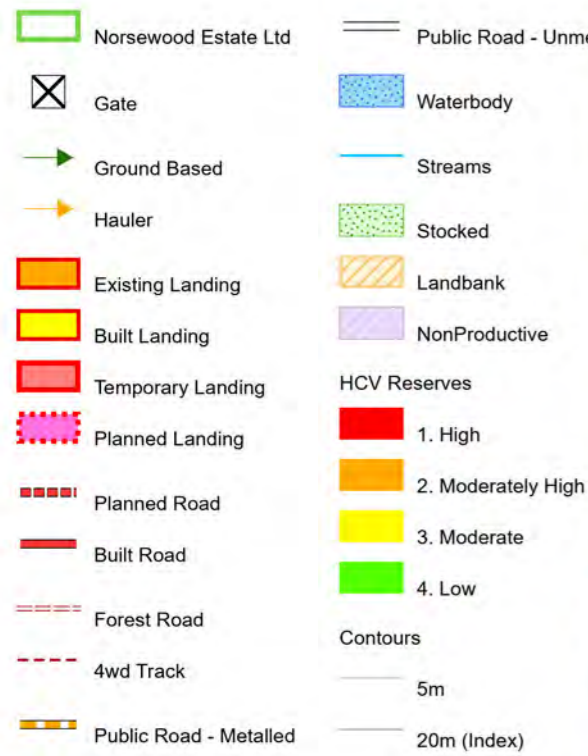 Norsewood Estate Ltd
Gate
Ground Based
Hauler
Existing Landing
Built Landing
Temporary Landing
Planned Landing
Planned Road
Built Road
Forest Road
4wd Track
Public Road - Metalled
Public Road -
Waterbody
Streams
Stocked
Landbank
NonProductive
HCV Reserves
1. High
2. Moderately High
3. Moderate
4. Low
Contours
5m
20m (Index)